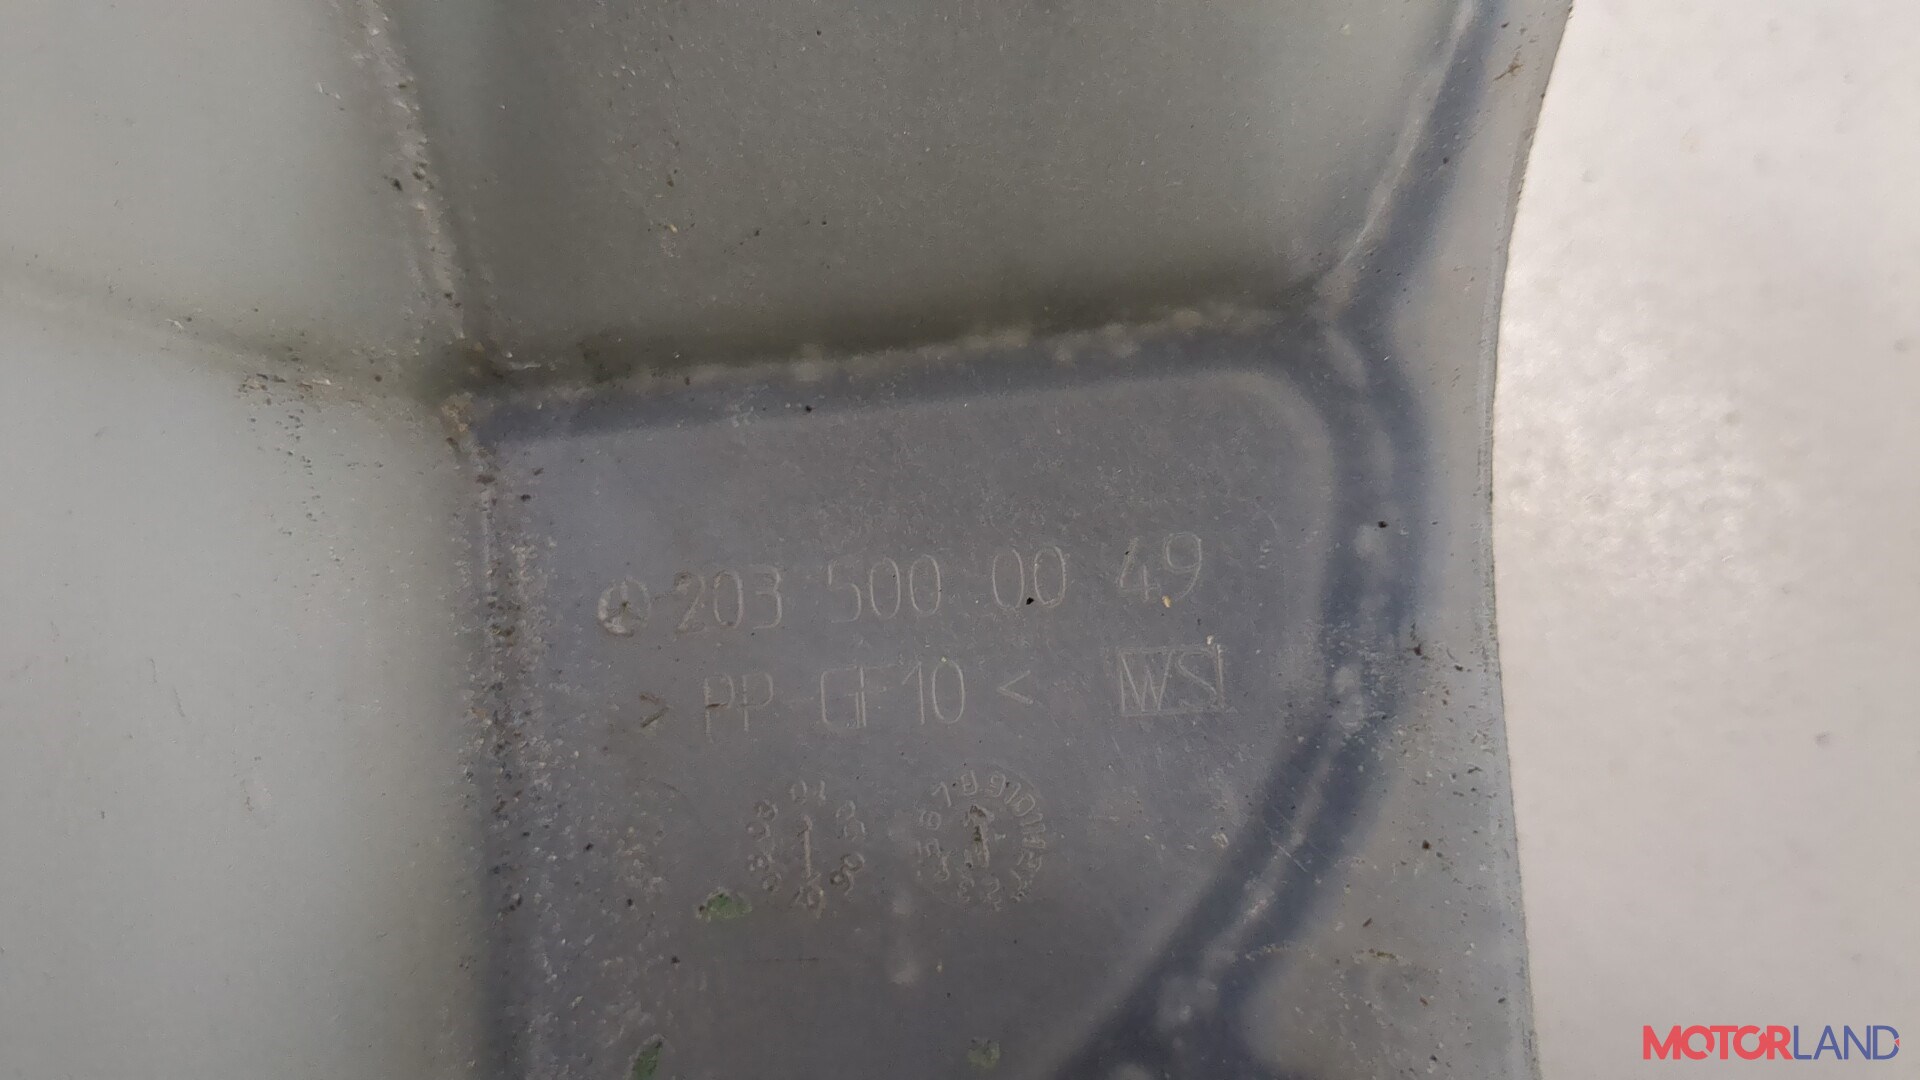 203 500 00 49
> PP-GF10 < WS
MOTORLAND